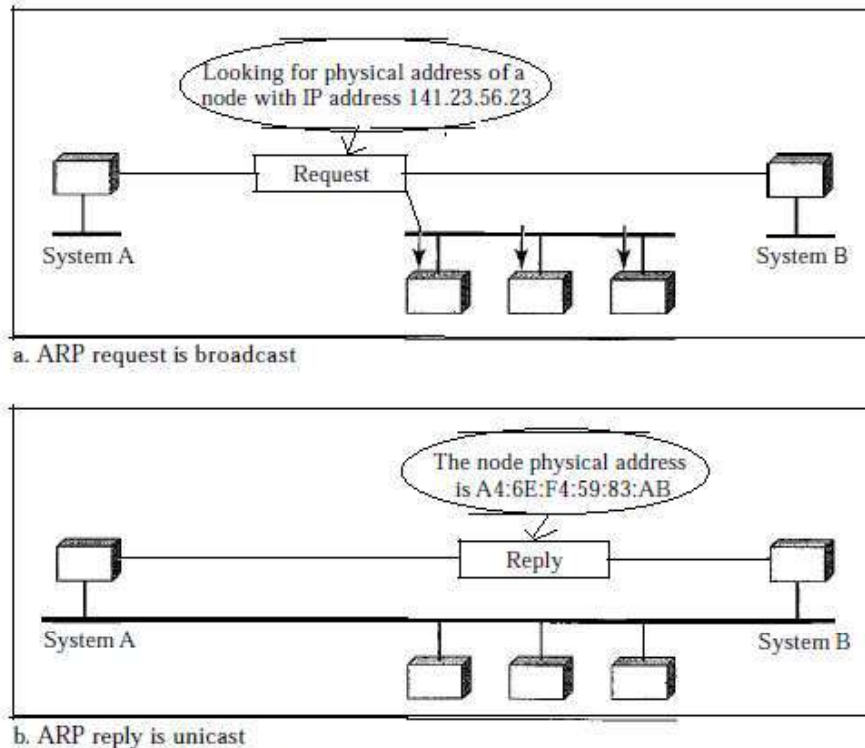 Looking for physical address of a
node with IP address 141.23.56.23
Request
System A
System B
a. ARP request is broadcast
The node physical address
is A4:6E:F4:59:83:AB
Reply
System A
System B
b. ARP reply is unicast